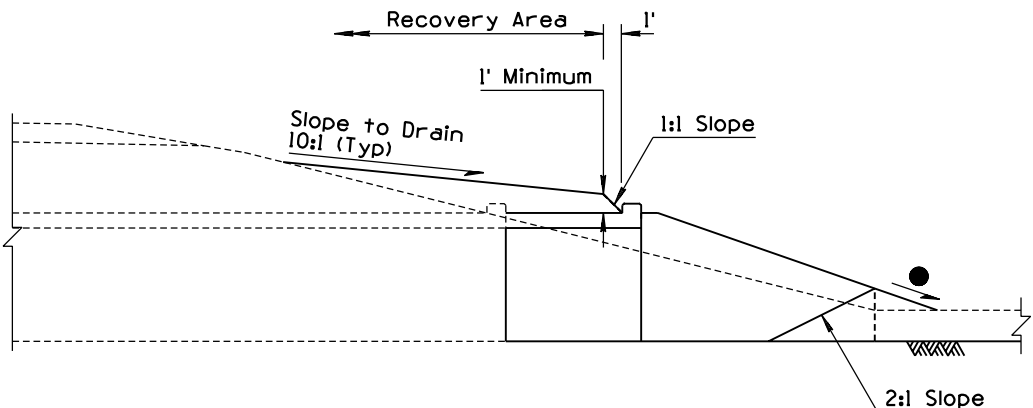 Recovery Area
1'
1' Minimum
Slope to Drain
10:1 (Typ)
1:1 Slope
2:1 Slope